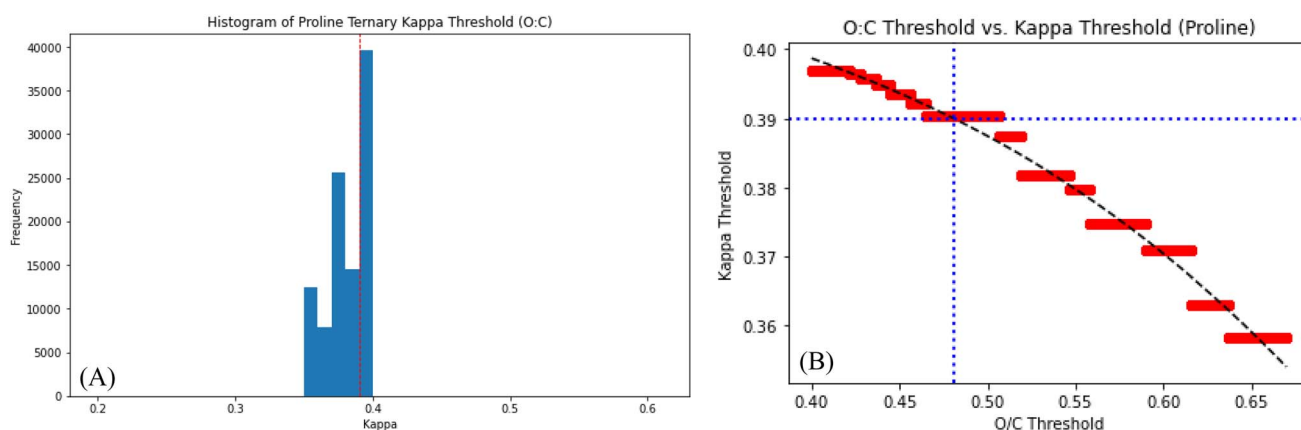 Histogram of Proline Ternary Kappa Threshold (O:C)
Frequency
40000
35000
30000
25000
20000
15000
10000
5000
0
0.2 0.3 0.4 0.5 0.6
Kappa
(A)
O:C Threshold vs. Kappa Threshold (Proline)
Kappa Threshold
0.40
0.39
0.38
0.37
0.36
0.40 0.45 0.50 0.55 0.60 0.65
O/C Threshold
(B)